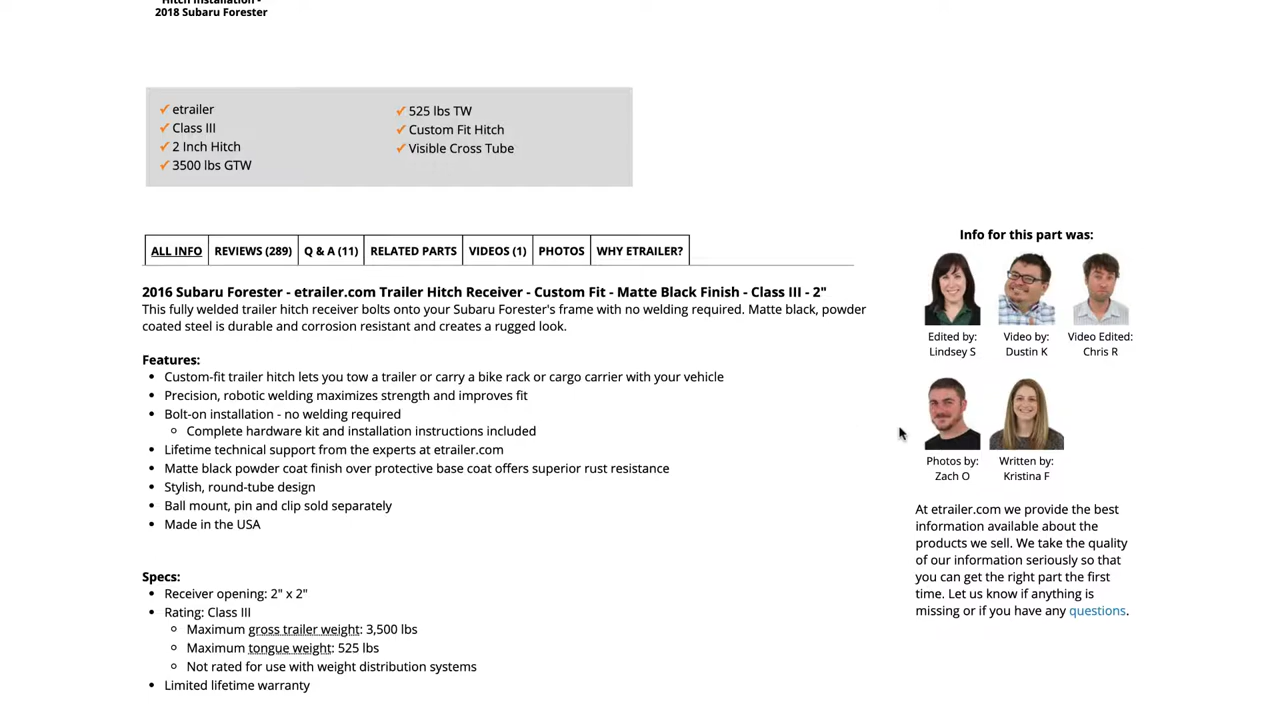 Hitch Installation -
2018 Subaru Forester
✓ etrailer
✓ Class III
✓ 2 Inch Hitch
✓ 3500 lbs GTW
✓ 525 lbs TW
✓ Custom Fit Hitch
✓ Visible Cross Tube
ALL INFO REVIEWS (289) Q & A (11) RELATED PARTS VIDEOS (1) PHOTOS WHY ETRAILER?
2016 Subaru Forester - etrailer.com Trailer Hitch Receiver - Custom Fit - Matte Black Finish - Class III - 2"
This fully welded trailer hitch receiver bolts onto your Subaru Forester's frame with no welding required. Matte black, powder
coated steel is durable and corrosion resistant and creates a rugged look.
Features:
• Custom-fit trailer hitch lets you tow a trailer or carry a bike rack or cargo carrier with your vehicle
• Precision, robotic welding maximizes strength and improves fit
• Bolt-on installation - no welding required
○ Complete hardware kit and installation instructions included
• Lifetime technical support from the experts at etrailer.com
• Matte black powder coat finish over protective base coat offers superior rust resistance
• Stylish, round-tube design
• Ball mount, pin and clip sold separately
• Made in the USA
Specs:
• Receiver opening: 2" x 2"
• Rating: Class III
○ Maximum gross trailer weight: 3,500 lbs
○ Maximum tongue weight: 525 lbs
○ Not rated for use with weight distribution systems
• Limited lifetime warranty
Info for this part was:
Edited by:
Lindsey S
Video by:
Dustin K
Video Edited:
Chris R
Photos by:
Zach O
Written by:
Kristina F
At etrailer.com we provide the best
information available about the
products we sell. We take the quality
of our information seriously so that
you can get the right part the first
time. Let us know if anything is
missing or if you have any questions.